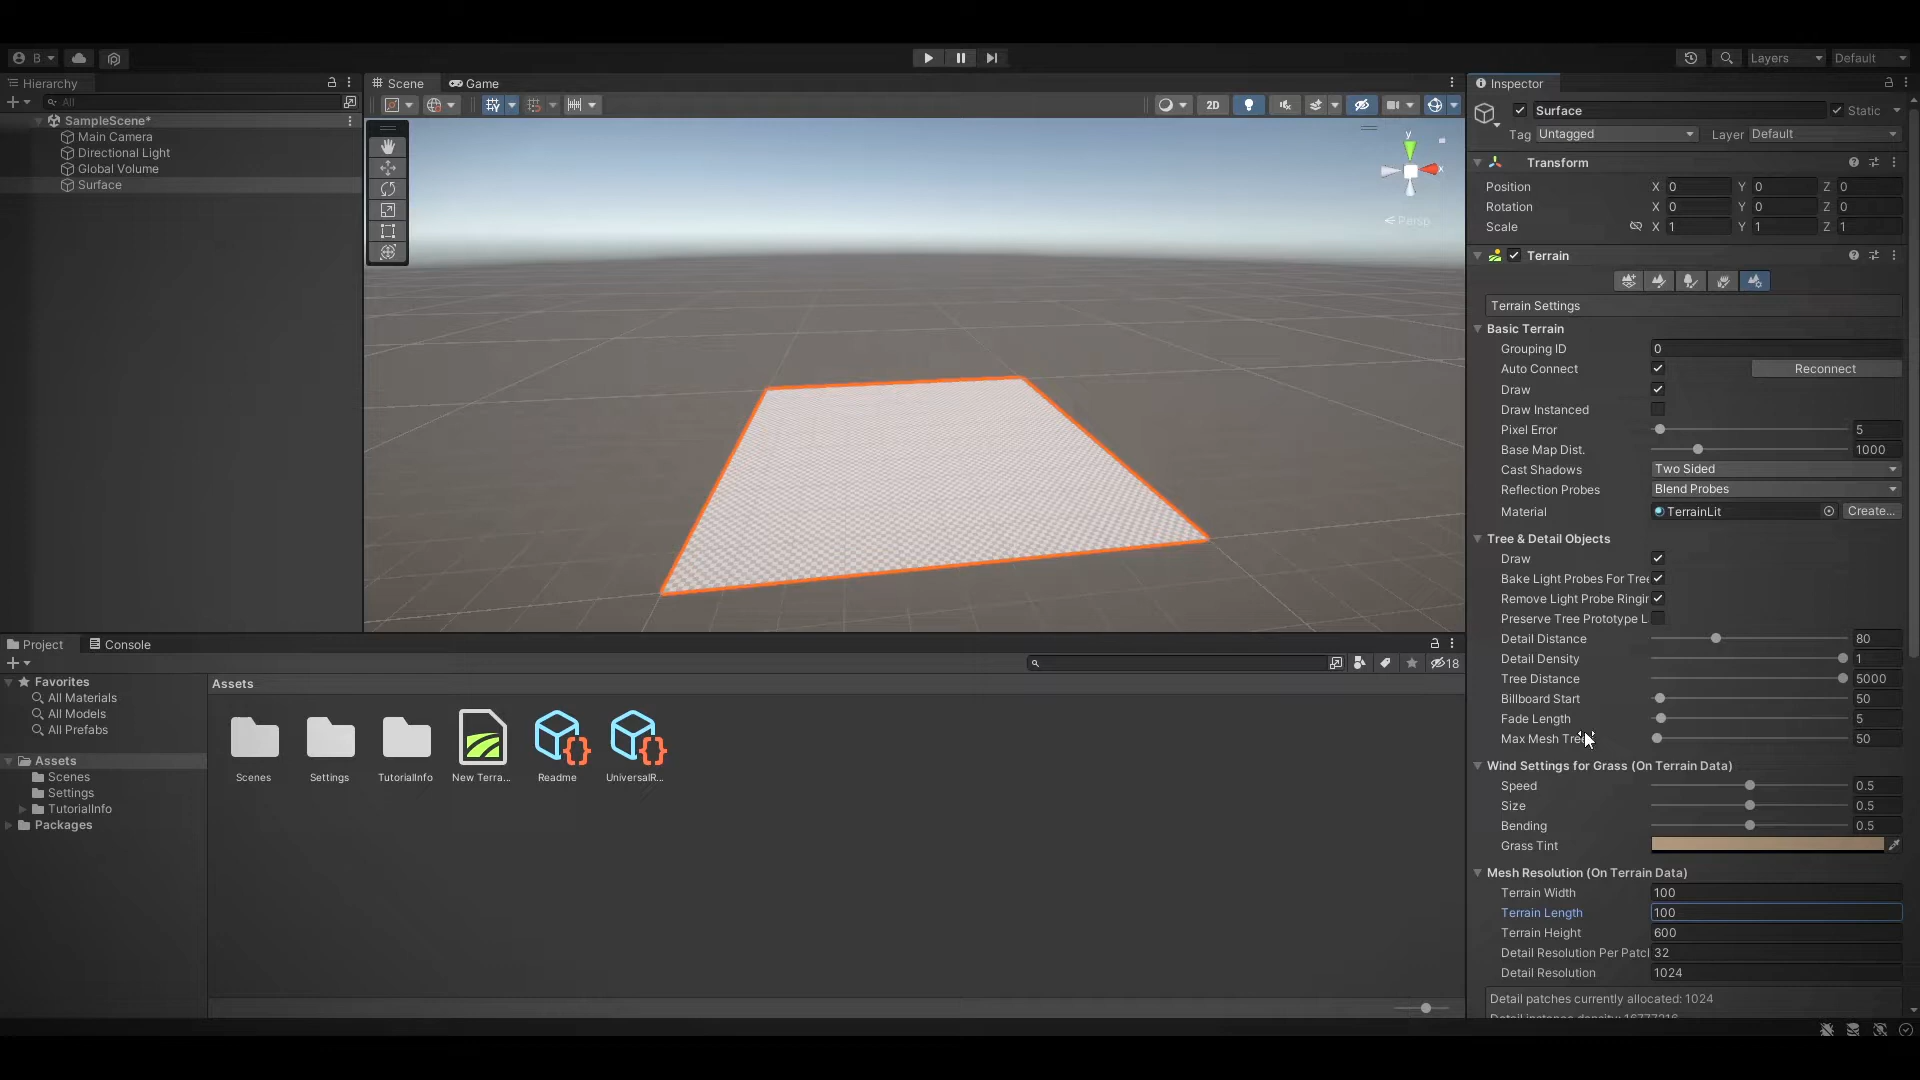 B
Layers
Default
Hierarchy
All
SampleScene*
Main Camera
Directional Light
Global Volume
Surface
Scene
Game
2D
y
x
Persp
Project
Console
18
Favorites
All Materials
All Models
All Prefabs
Assets
Scenes
Settings
TutorialInfo
Packages
Assets
Scenes
Settings
TutorialInfo
New Terra...
Readme
UniversalR...
Inspector
Surface
Static
Tag Untagged
Layer Default
Transform
Position X 0 Y 0 Z 0
Rotation X 0 Y 0 Z 0
Scale X 1 Y 1 Z 1
Terrain
Terrain Settings
Basic Terrain
Grouping ID 0
Auto Connect Reconnect
Draw
Draw Instanced
Pixel Error 5
Base Map Dist. 1000
Cast Shadows Two Sided
Reflection Probes Blend Probes
Material TerrainLit Create...
Tree & Detail Objects
Draw
Bake Light Probes For Tre
Remove Light Probe Ringin
Preserve Tree Prototype L
Detail Distance 80
Detail Density 1
Tree Distance 5000
Billboard Start 50
Fade Length 5
Max Mesh Tre 50
Wind Settings for Grass (On Terrain Data)
Speed 0.5
Size 0.5
Bending 0.5
Grass Tint
Mesh Resolution (On Terrain Data)
Terrain Width 100
Terrain Length 100
Terrain Height 600
Detail Resolution Per Patcl 32
Detail Resolution 1024
Detail patches currently allocated: 1024
Detail instance density: 16777216